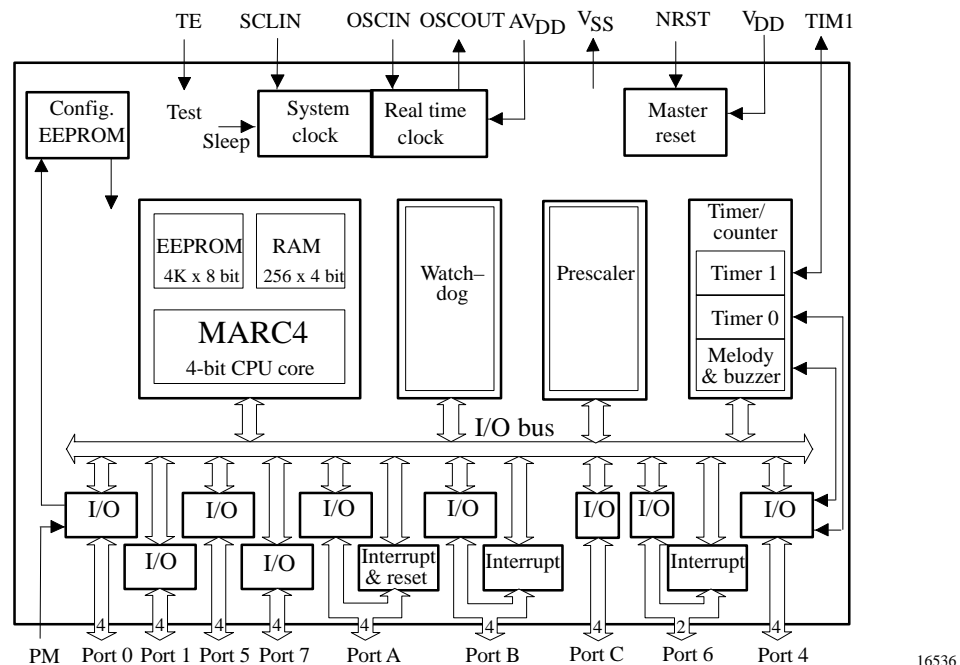 TE SCLIN OSCIN OSCOUT AVDD VSS NRST VDD TIM1
Config.
EEPROM
Test
Sleep
System
clock
Real time
clock
Master
reset
EEPROM
4K x 8 bit
RAM
256 x 4 bit
MARC4
4-bit CPU core
Watch–
dog
Prescaler
Timer/
counter
Timer 1
Timer 0
Melody
& buzzer
I/O bus
I/O I/O I/O I/O I/O I/O I/O
I/O I/O
Interrupt
& reset
Interrupt
Interrupt
4 4 4 4 4 4 4 2 4
PM Port 0 Port 1 Port 5 Port 7 Port A Port B Port C Port 6 Port 4
16536